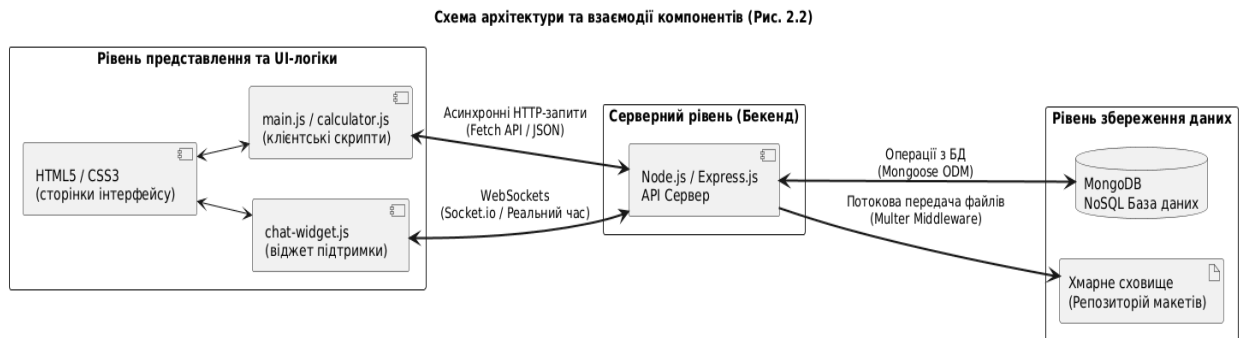 Схема архітектури та взаємодії компонентів (Рис. 2.2)
Рівень представлення та UI-логіки
HTML5 / CSS3
(сторінки інтерфейсу)
main.js / calculator.js
(клієнтські скрипти)
chat-widget.js
(віджет підтримки)
Асинхронні HTTP-запити
(Fetch API / JSON)
WebSockets
(Socket.io / Реальний час)
Серверний рівень (Бекенд)
Node.js / Express.js
API Сервер
Операції з БД
(Mongoose ODM)
Потокова передача файлів
(Multer Middleware)
Рівень збереження даних
MongoDB
NoSQL База даних
Хмарне сховище
(Репозиторій макетів)